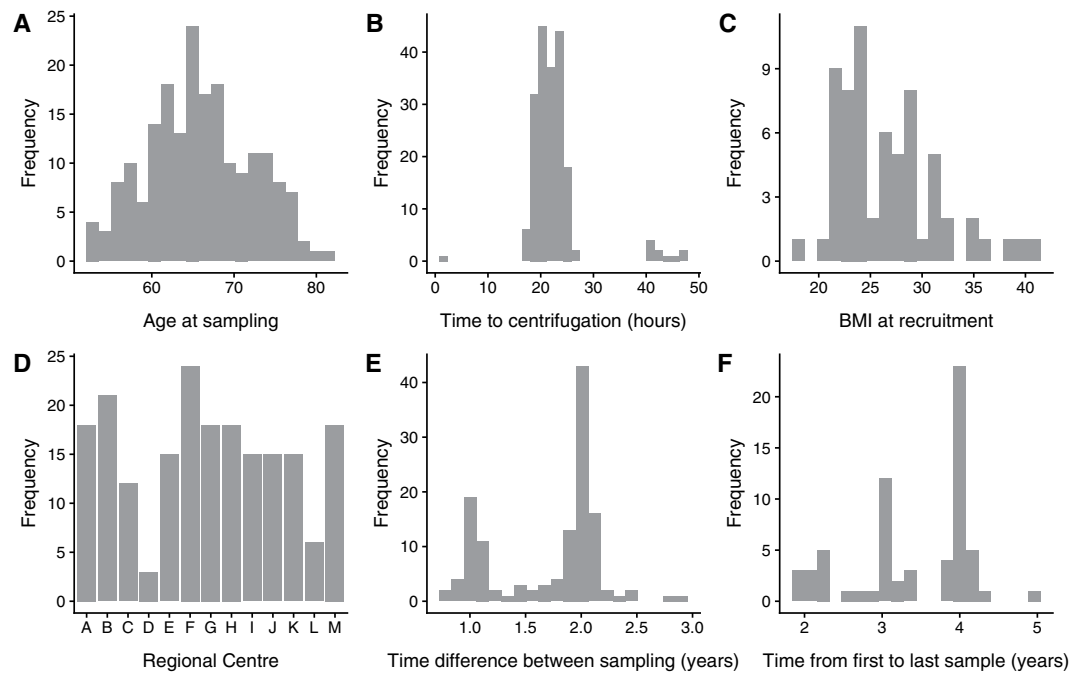 A
B
C
25
20
15
10
5
0
Frequency
60 70 80
Age at sampling
40
30
20
10
0
Frequency
0 10 20 30 40 50
Time to centrifugation (hours)
9
6
3
0
Frequency
20 25 30 35 40
BMI at recruitment
D
E
F
25
20
15
10
5
0
Frequency
A B C D E F G H I J K L M
Regional Centre
40
30
20
10
0
Frequency
1.0 1.5 2.0 2.5 3.0
Time difference between sampling (years)
20
15
10
5
0
Frequency
2 3 4 5
Time from first to last sample (years)